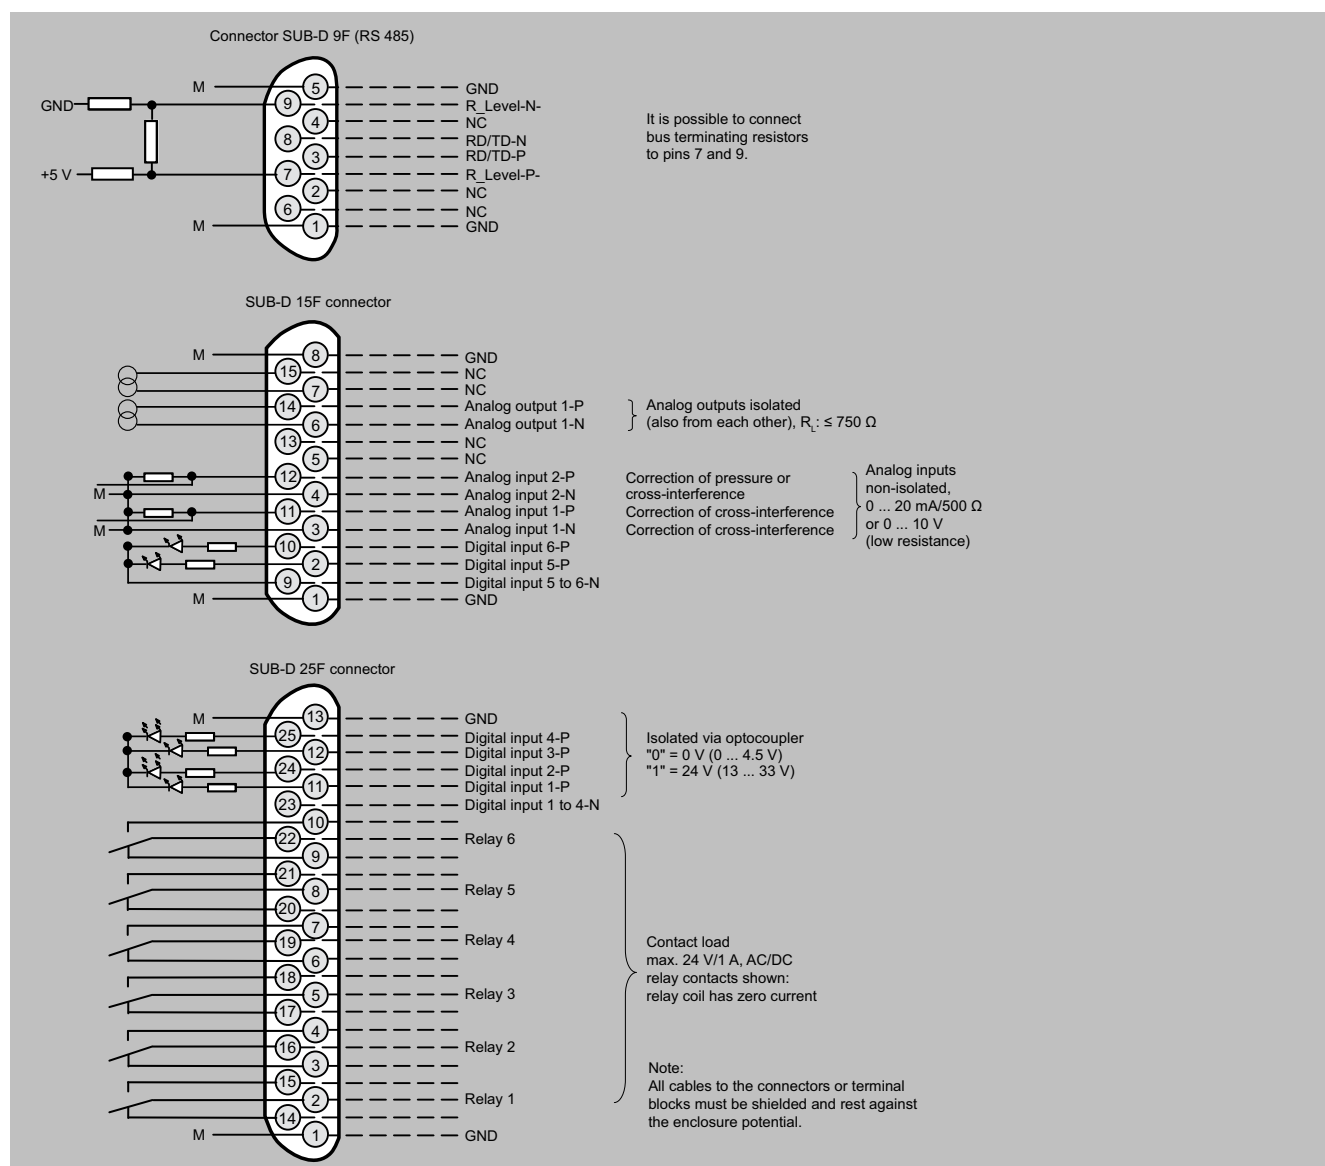 Connector SUB-D 9F (RS 485)
M 5 GND
GND 9 R_Level-N-
4 NC
8 RD/TD-N
3 RD/TD-P
+5 V 7 R_Level-P-
2 NC
6 NC
M 1 GND
It is possible to connect
bus terminating resistors
to pins 7 and 9.
SUB-D 15F connector
M 8 GND
15 NC
7 NC
14 Analog output 1-P
6 Analog output 1-N
13 NC
5 NC
12 Analog input 2-P
M 4 Analog input 2-N
11 Analog input 1-P
M 3 Analog input 1-N
10 Digital input 6-P
2 Digital input 5-P
9 Digital input 5 to 6-N
M 1 GND
Analog outputs isolated
(also from each other), RL: ≤ 750 Ω
Correction of pressure or
cross-interference
Correction of cross-interference
Correction of cross-interference
Analog inputs
non-isolated,
0 ... 20 mA/500 Ω
or 0 ... 10 V
(low resistance)
SUB-D 25F connector
M 13 GND
25 Digital input 4-P
12 Digital input 3-P
24 Digital input 2-P
11 Digital input 1-P
23 Digital input 1 to 4-N
10
22 Relay 6
9
21
8 Relay 5
20
7
19 Relay 4
6
18
5 Relay 3
17
4
16 Relay 2
3
15
2 Relay 1
14
M 1 GND
Isolated via optocoupler
"0" = 0 V (0 ... 4.5 V)
"1" = 24 V (13 ... 33 V)
Contact load
max. 24 V/1 A, AC/DC
relay contacts shown:
relay coil has zero current
Note:
All cables to the connectors or terminal
blocks must be shielded and rest against
the enclosure potential.